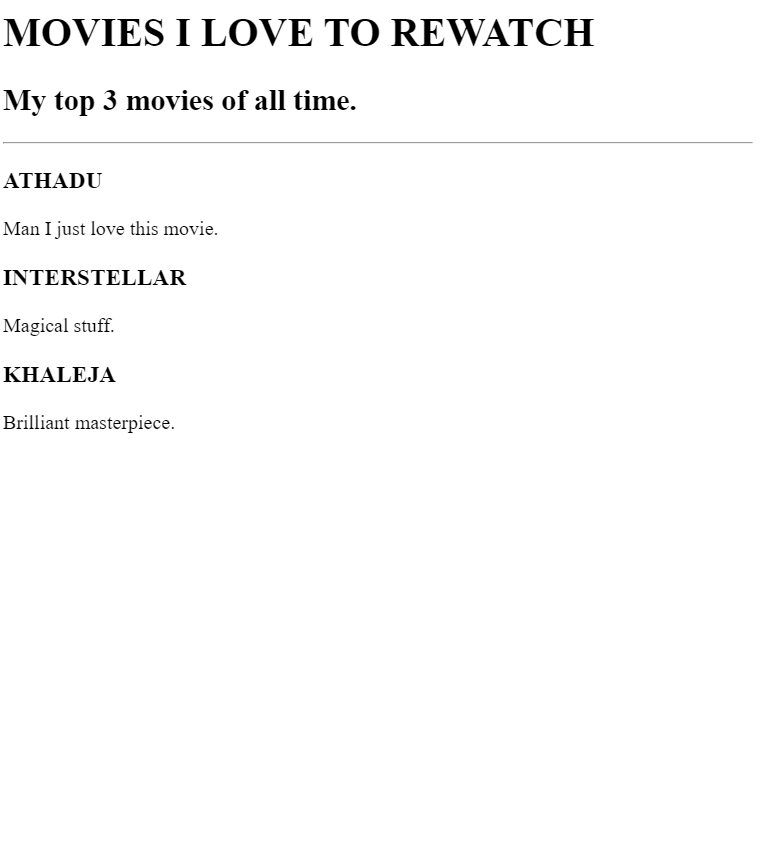 MOVIES I LOVE TO REWATCH
My top 3 movies of all time.
ATHADU
Man I just love this movie.
INTERSTELLAR
Magical stuff.
KHALEJA
Brilliant masterpiece.